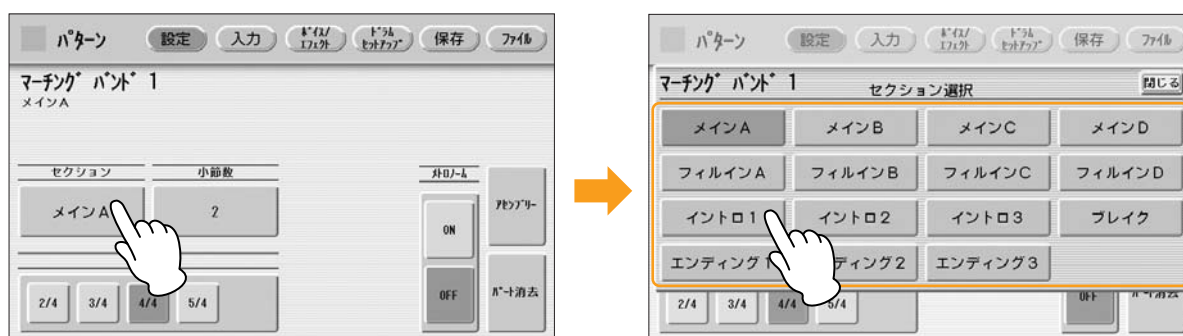 パターン 設定 入力 ボイス/エフェクト ドラムセットアップ 保存 ファイル
マーチング バンド 1
メインA
セクション 小節数 メトロノーム
メインA 2 ON アセンブリー
2/4 3/4 4/4 5/4 OFF パート消去
パターン 設定 入力 ボイス/エフェクト ドラムセットアップ 保存 ファイル
マーチング バンド 1 セクション選択 閉じる
メインA メインB メインC メインD
フィルインA フィルインB フィルインC フィルインD
イントロ1 イントロ2 イントロ3 ブレイク
エンディング1 ディング2 エンディング3
2/4 3/4 4/4 5/4 OFF パート消去